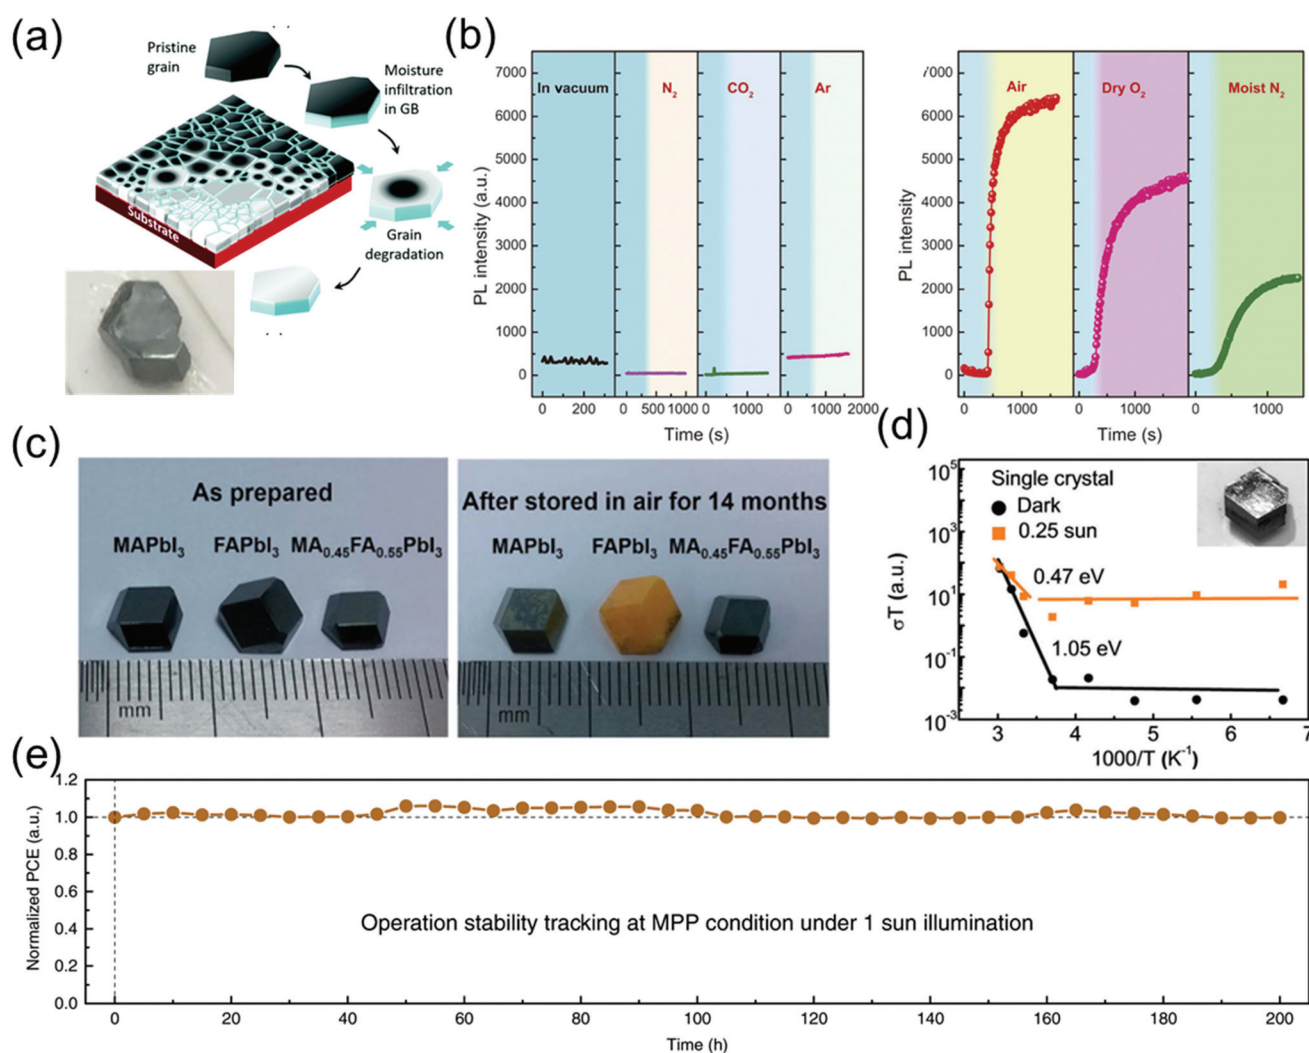 (a)
Pristine
grain
Moisture
infiltration
in GB
Substrate
Grain
degradation
(b)
PL intensity (a.u.)
7000
6000
5000
4000
3000
2000
1000
0
In vacuum
N₂
CO₂
Ar
0 200
0 500 1000
0 1000
0 1000 2000
Time (s)
PL intensity
7000
6000
5000
4000
3000
2000
1000
0
Air
Dry O₂
Moist N₂
0 1000
0 1000
0 1000
Time (s)
(c)
As prepared
MAPbI₃ FAPbI₃ MA₀.₄₅FA₀.₅₅PbI₃
mm
After stored in air for 14 months
MAPbI₃ FAPbI₃ MA₀.₄₅FA₀.₅₅PbI₃
mm
(d)
σT (a.u.)
10⁵
10³
10¹
10⁻¹
10⁻³
Single crystal
Dark
0.25 sun
0.47 eV
1.05 eV
3 4 5 6 7
1000/T (K⁻¹)
(e)
Normalized PCE (a.u.)
1.2
1.0
0.8
0.6
0.4
0.2
0.0
Operation stability tracking at MPP condition under 1 sun illumination
0 20 40 60 80 100 120 140 160 180 200
Time (h)